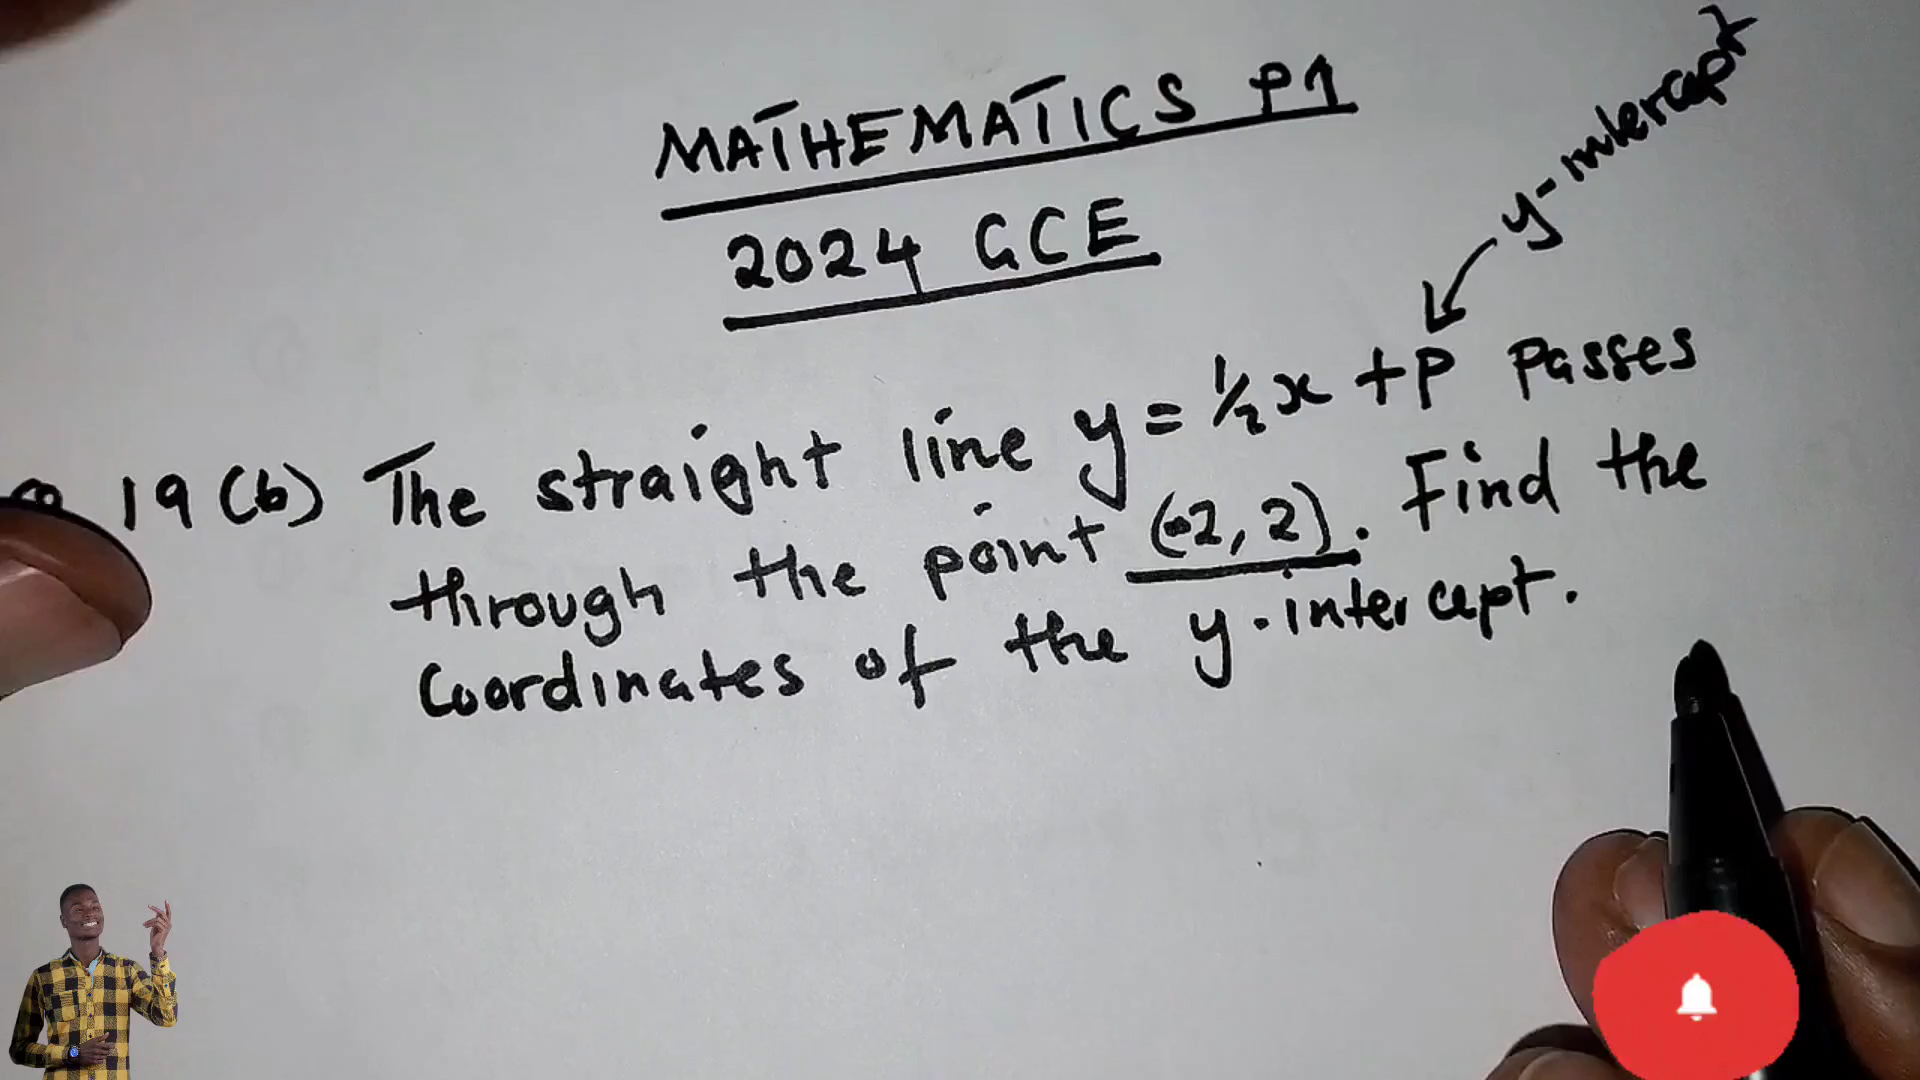 MATHEMATICS P1
2024 GCE
y-intercept
19 (b) The straight line y = 1/2 x + p passes
through the point (-2, 2). Find the
Coordinates of the y-intercept.